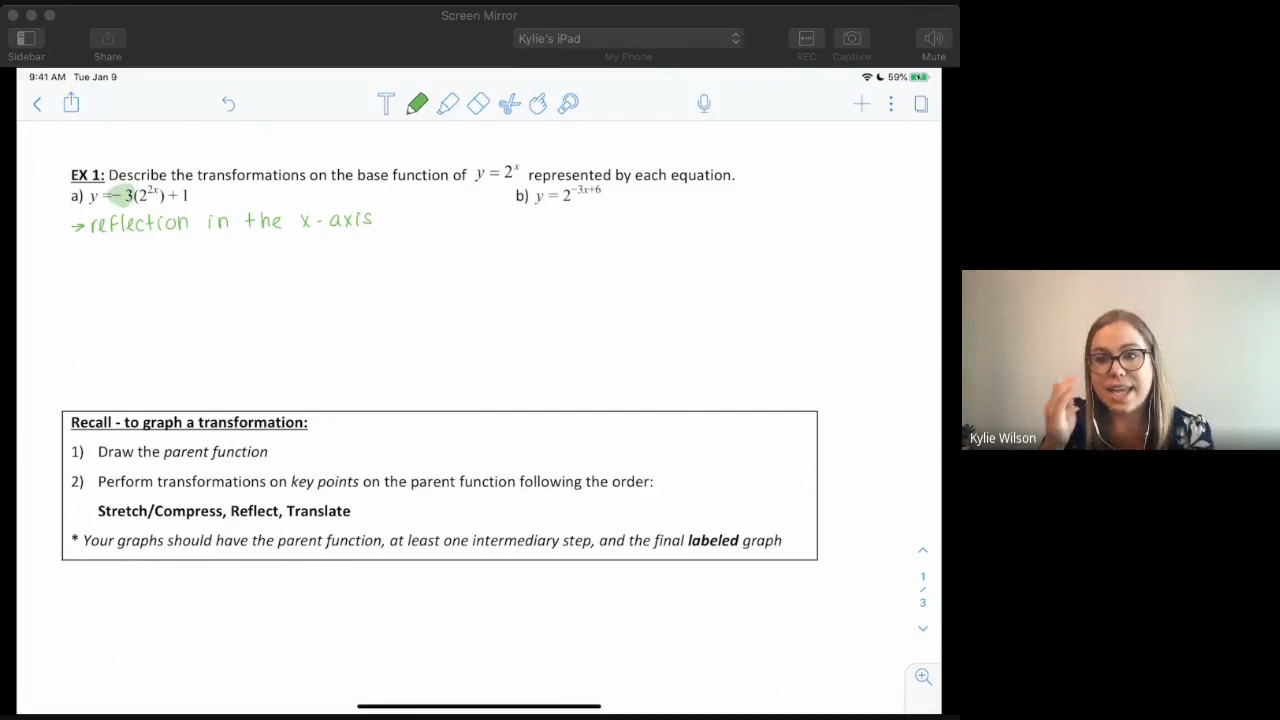 Screen Mirror
Kylie's iPad
Sidebar
Share
My Phone
REC
Capture
Mute
9:41 AM Tue Jan 9
59%
EX 1: Describe the transformations on the base function of y = 2^x represented by each equation.
a) y = −3(2^{2x}) + 1
b) y = 2^{−3x+6}
→ reflection in the x-axis
Recall - to graph a transformation:
1) Draw the parent function
2) Perform transformations on key points on the parent function following the order:
Stretch/Compress, Reflect, Translate
* Your graphs should have the parent function, at least one intermediary step, and the final labeled graph
1
/
3
Kylie Wilson